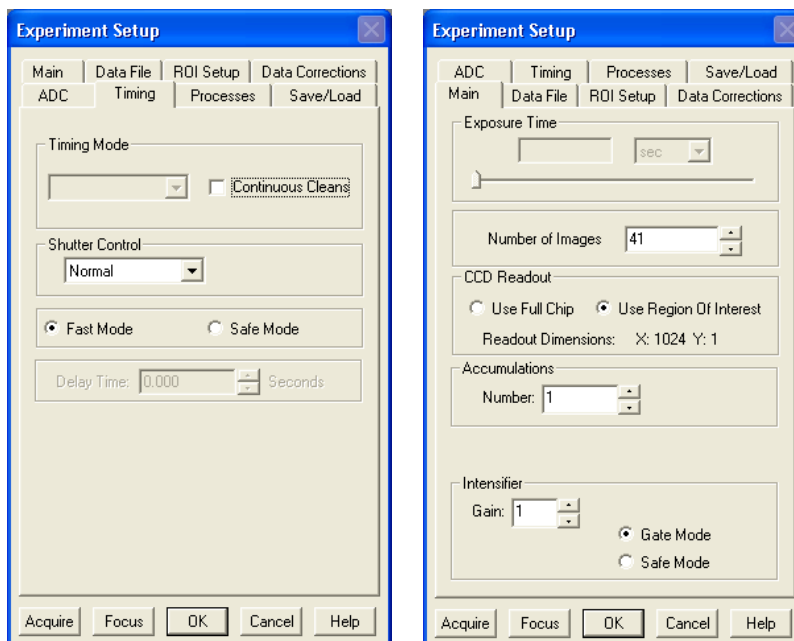 Experiment Setup
Main Data File ROI Setup Data Corrections
ADC Timing Processes Save/Load
Timing Mode
Continuous Cleans
Shutter Control
Normal
Fast Mode Safe Mode
Delay Time: 0.000 Seconds
Acquire Focus OK Cancel Help
Experiment Setup
ADC Timing Processes Save/Load
Main Data File ROI Setup Data Corrections
Exposure Time
sec
Number of Images 41
CCD Readout
Use Full Chip Use Region Of Interest
Readout Dimensions: X: 1024 Y: 1
Accumulations
Number: 1
Intensifier
Gain: 1
Gate Mode
Safe Mode
Acquire Focus OK Cancel Help